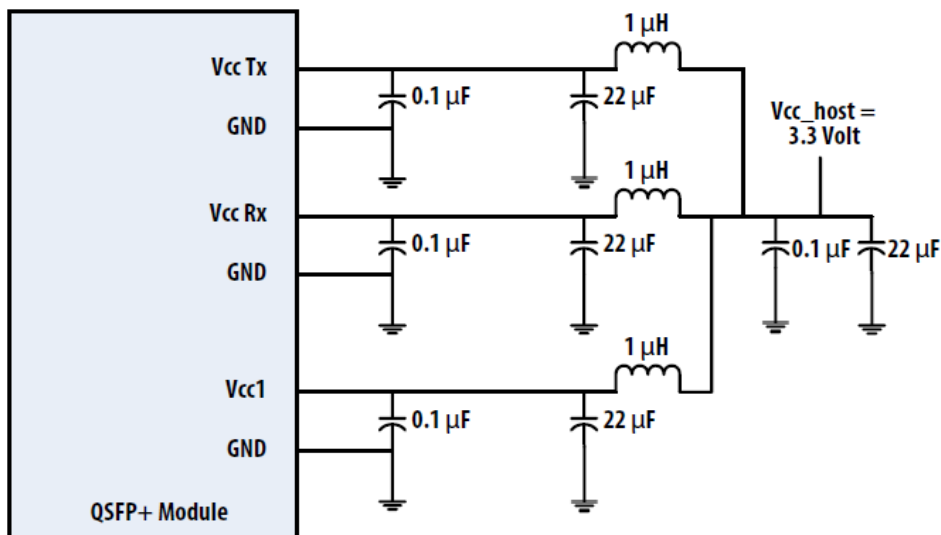 1 µH
Vcc Tx
0.1 µF
22 µF
GND
Vcc_host =
3.3 Volt
1 µH
Vcc Rx
0.1 µF
22 µF
0.1 µF
22 µF
GND
1 µH
Vcc1
0.1 µF
22 µF
GND
QSFP+ Module